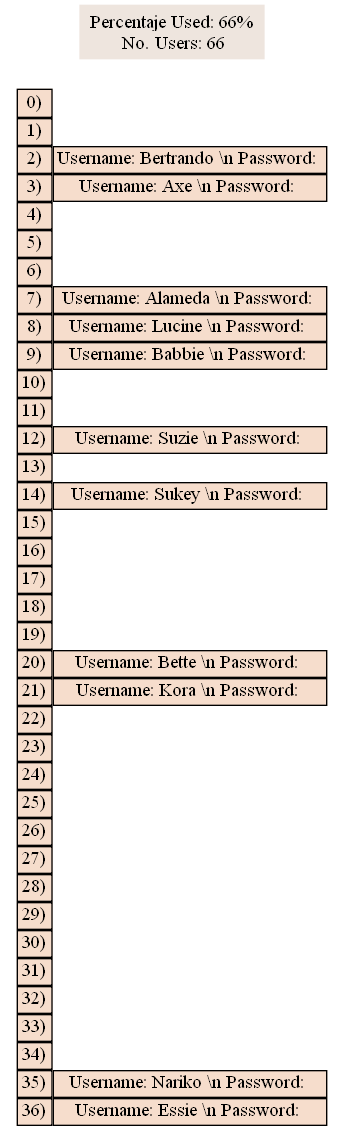 Percentaje Used: 66%
No. Users: 66
0)
1)
2) Username: Bertrando \n Password:
3) Username: Axe \n Password:
4)
5)
6)
7) Username: Alameda \n Password:
8) Username: Lucine \n Password:
9) Username: Babbie \n Password:
10)
11)
12) Username: Suzie \n Password:
13)
14) Username: Sukey \n Password:
15)
16)
17)
18)
19)
20) Username: Bette \n Password:
21) Username: Kora \n Password:
22)
23)
24)
25)
26)
27)
28)
29)
30)
31)
32)
33)
34)
35) Username: Nariko \n Password:
36) Username: Essie \n Password: